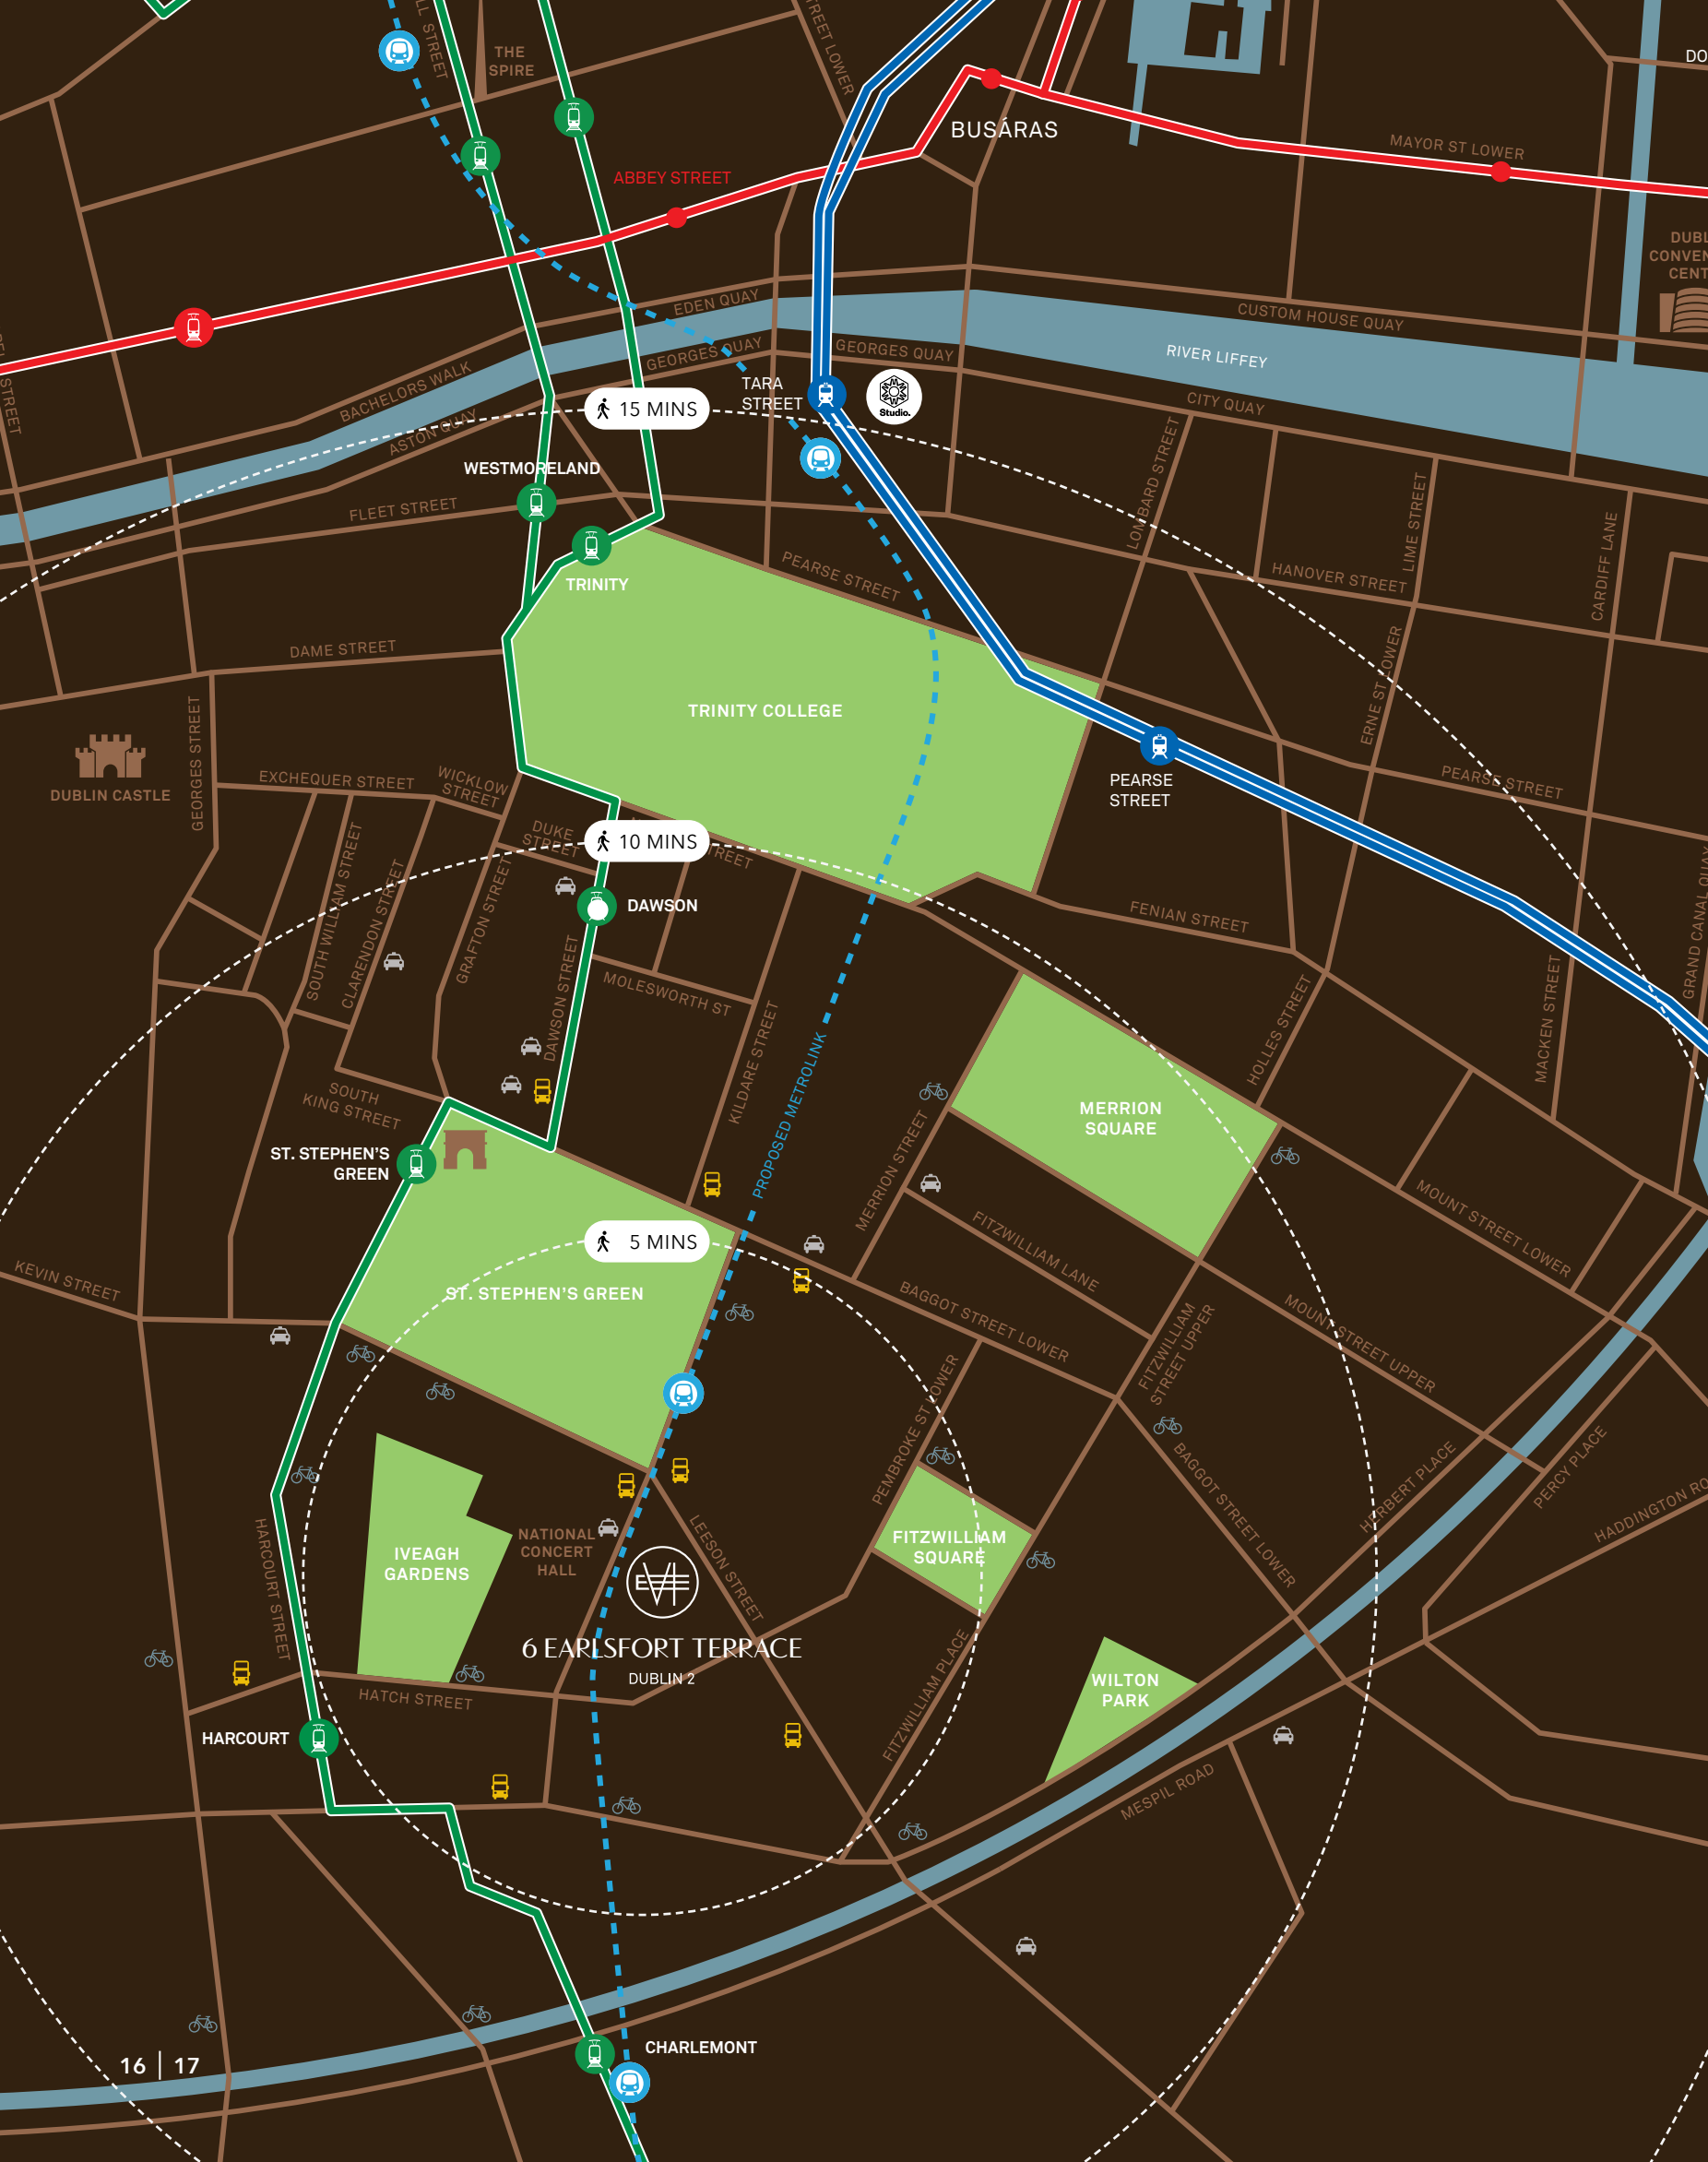 THE
SPIRE
DO
BUSÁRAS
MAYOR ST LOWER
ABBEY STREET
EDEN QUAY
CUSTOM HOUSE QUAY
GEORGES QUAY
GEORGES QUAY
RIVER LIFFEY
BACHELORS WALK
ASTON QUAY
TARA
STREET
Studio.
CITY QUAY
15 MINS
WESTMORELAND
FLEET STREET
LOMBARD STREET
LIME STREET
CARDIFF LANE
TRINITY
PEARSE STREET
HANOVER STREET
DAME STREET
ERNE ST LOWER
TRINITY COLLEGE
GEORGES STREET
DUBLIN CASTLE
EXCHEQUER STREET
WICKLOW
STREET
PEARSE
STREET
PEARSE STREET
DUKE
STREET
10 MINS
SOUTH WILLIAM STREET
CLARENDON STREET
GRAFTON STREET
DAWSON
FENIAN STREET
DAWSON STREET
MOLESWORTH ST
KILDARE STREET
PROPOSED METROLINK
HOLLES STREET
MACKEN STREET
SOUTH
KING STREET
MERRION
SQUARE
MERRION STREET
ST. STEPHEN'S
GREEN
MOUNT STREET LOWER
FITZWILLIAM LANE
5 MINS
KEVIN STREET
ST. STEPHEN'S GREEN
BAGGOT STREET LOWER
FITZWILLIAM
STREET UPPER
MOUNT STREET UPPER
PEMBROKE ST LOWER
BAGGOT STREET LOWER
HERBERT PLACE
PERCY PLACE
HARCOURT STREET
IVEAGH
GARDENS
NATIONAL
CONCERT
HALL
LEESON STREET
FITZWILLIAM
SQUARE
6 EARLSFORT TERRACE
DUBLIN 2
HATCH STREET
FITZWILLIAM PLACE
WILTON
PARK
HARCOURT
MESPIL ROAD
CHARLEMONT
16 | 17